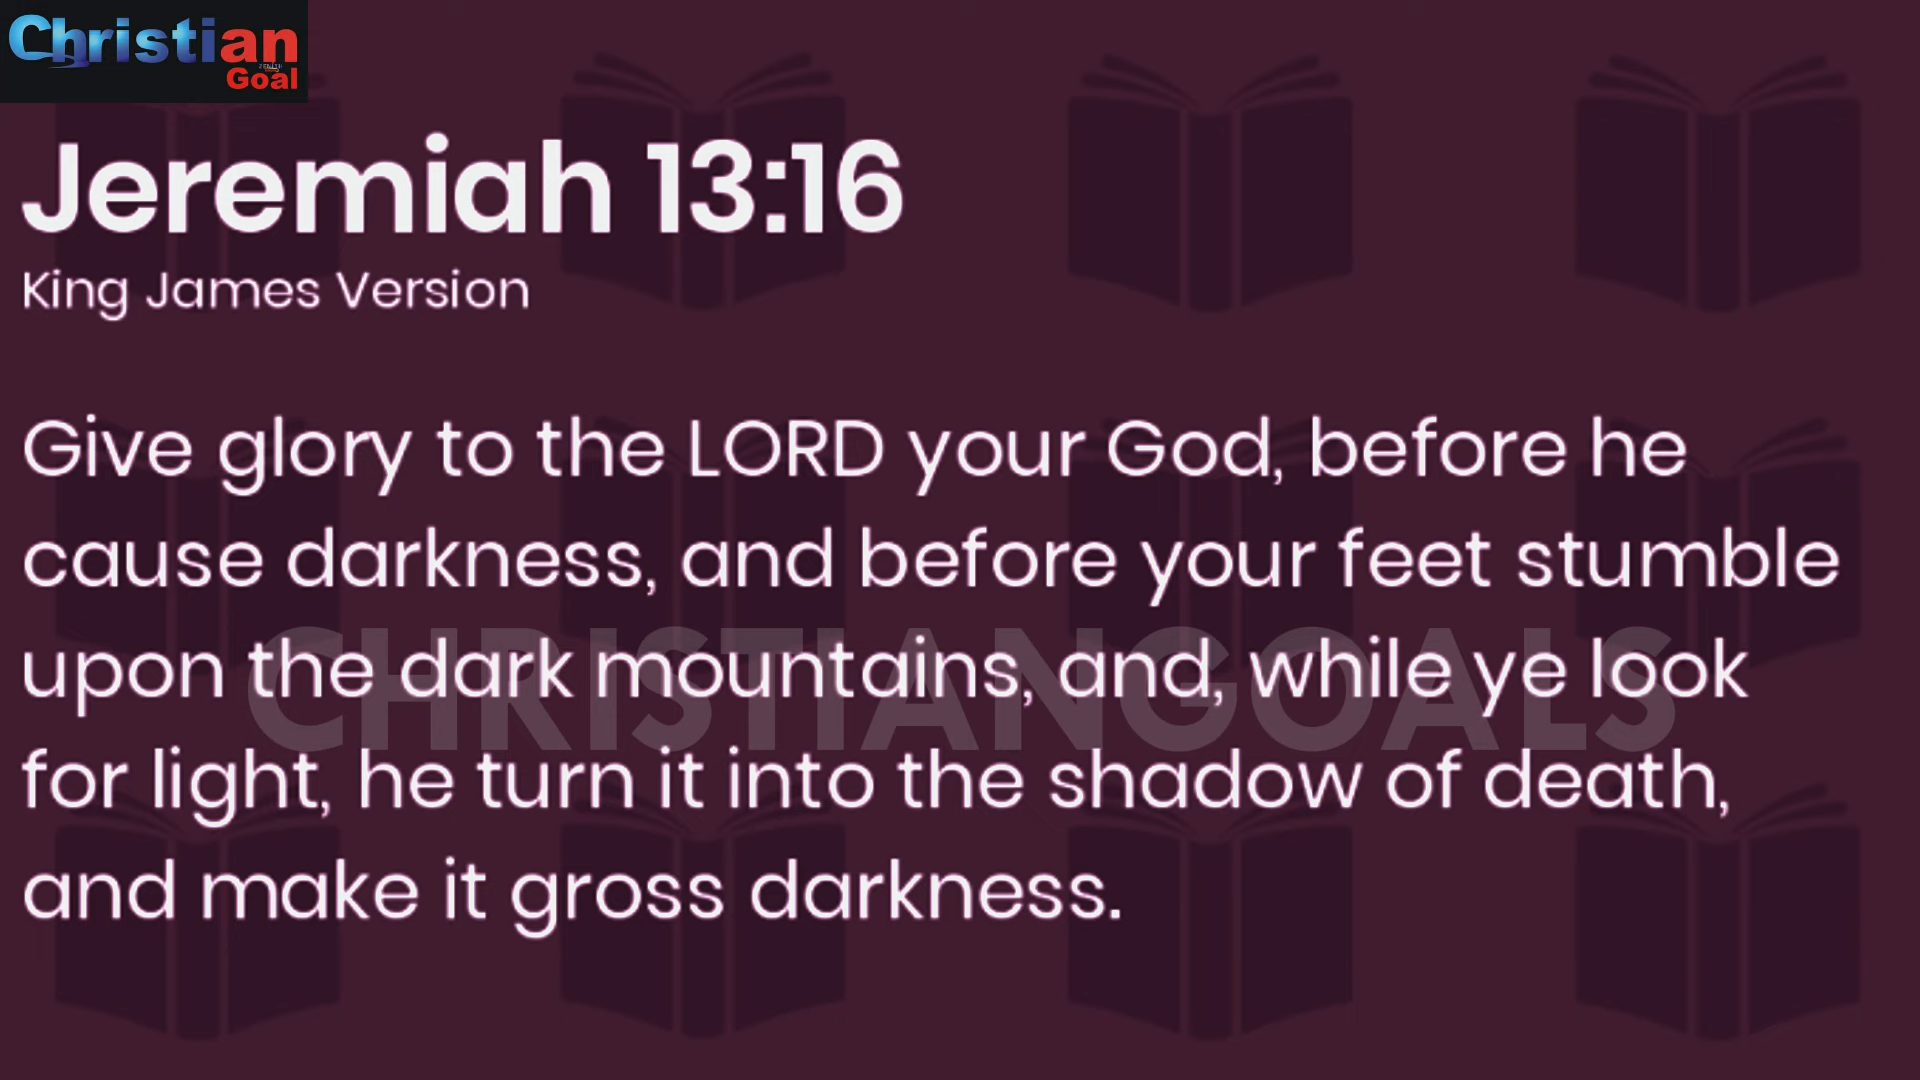 Christian
Goal
Jeremiah 13:16
King James Version
Give glory to the LORD your God, before he
cause darkness, and before your feet stumble
upon the dark mountains, and, while ye look
for light, he turn it into the shadow of death,
and make it gross darkness.
CHRISTIANGOALS